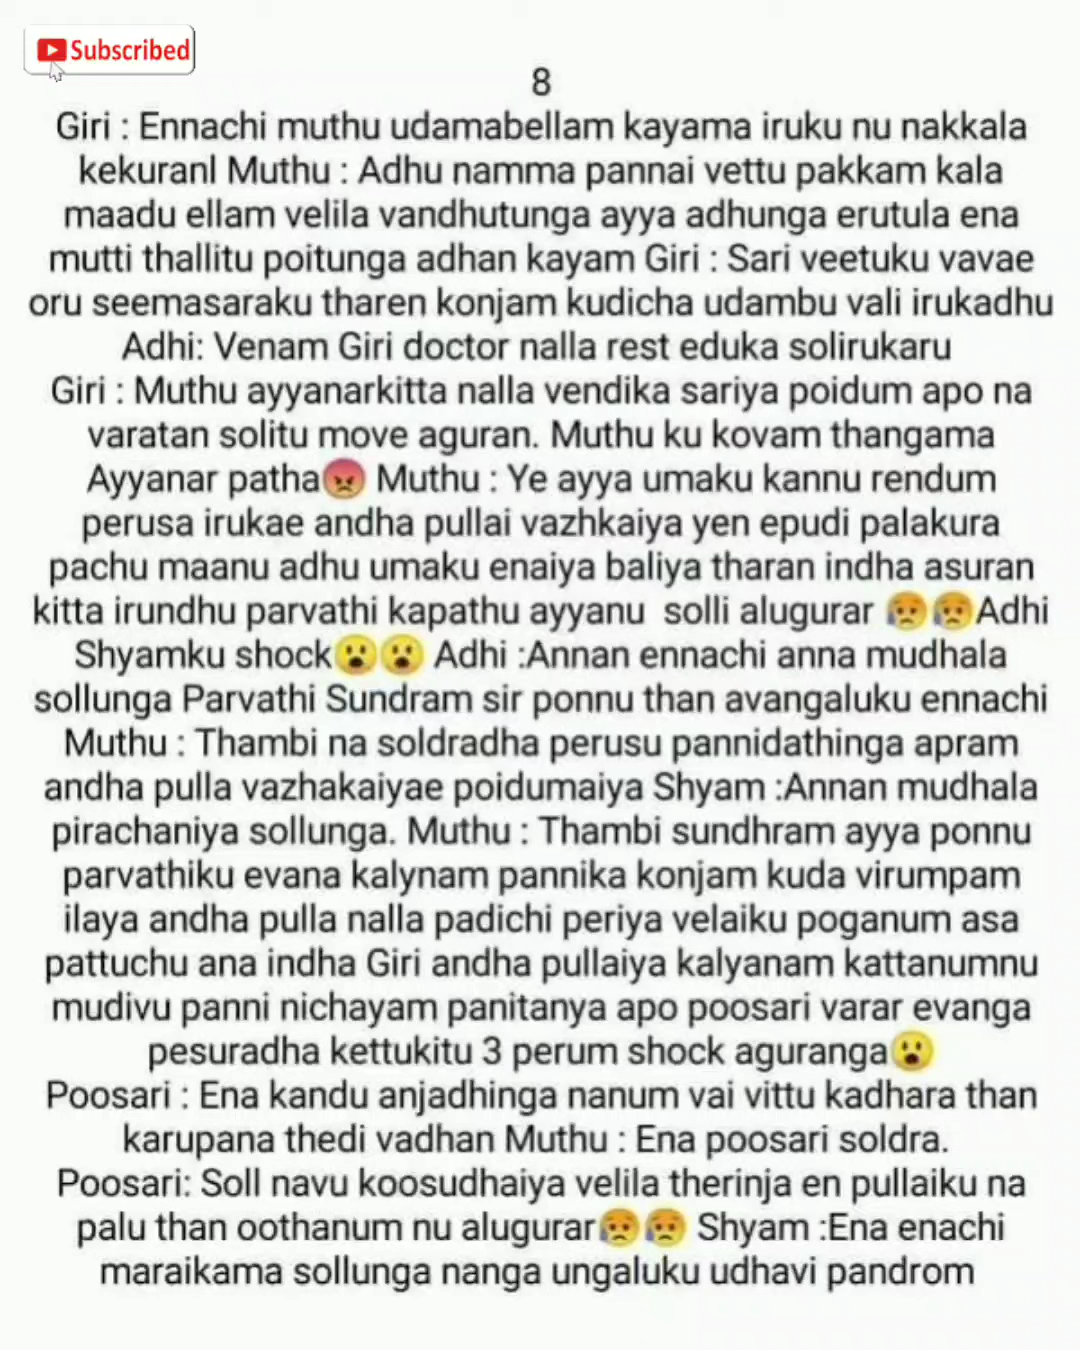 Subscribed
8
Giri : Ennachi muthu udamabellam kayama iruku nu nakkala
kekuranl Muthu : Adhu namma pannai vettu pakkam kala
maadu ellam velila vandhutunga ayya adhunga erutula ena
mutti thallitu poitunga adhan kayam Giri : Sari veetuku vavae
oru seemasaraku tharen konjam kudicha udambu vali irukadhu
Adhi: Venam Giri doctor nalla rest eduka solirukaru
Giri : Muthu ayyanarkitta nalla vendika sariya poidum apo na
varatan solitu move aguran. Muthu ku kovam thangama
Ayyanar patha😡 Muthu : Ye ayya umaku kannu rendum
perusa irukae andha pullai vazhkaiya yen epudi palakura
pachu maanu adhu umaku enaiya baliya tharan indha asuran
kitta irundhu parvathi kapathu ayyanu solli alugurar 😥😥Adhi
Shyamku shock😮😮 Adhi :Annan ennachi anna mudhala
sollunga Parvathi Sundram sir ponnu than avangaluku ennachi
Muthu : Thambi na soldradha perusu pannidathinga apram
andha pulla vazhakaiyae poidumaiya Shyam :Annan mudhala
pirachaniya sollunga. Muthu : Thambi sundhram ayya ponnu
parvathiku evana kalynam pannika konjam kuda virumpam
ilaya andha pulla nalla padichi periya velaiku poganum asa
pattuchu ana indha Giri andha pullaiya kalyanam kattanumnu
mudivu panni nichayam panitanya apo poosari varar evanga
pesuradha kettukitu 3 perum shock aguranga😮
Poosari : Ena kandu anjadhinga nanum vai vittu kadhara than
karupana thedi vadhan Muthu : Ena poosari soldra.
Poosari: Soll navu koosudhaiya velila therinja en pullaiku na
palu than oothanum nu alugurar😥😥 Shyam :Ena enachi
maraikama sollunga nanga ungaluku udhavi pandrom